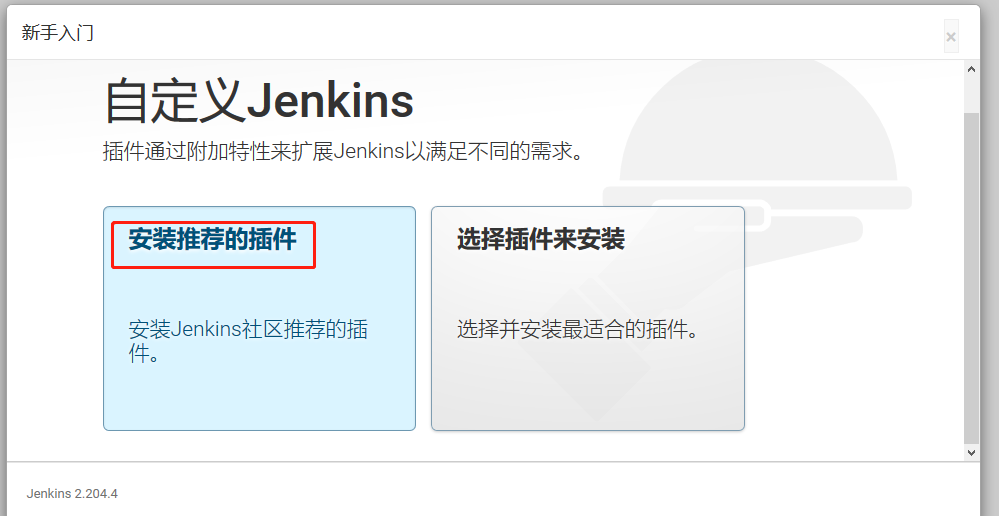 新手入门
×
自定义Jenkins
插件通过附加特性来扩展Jenkins以满足不同的需求。
安装推荐的插件
安装Jenkins社区推荐的插
件。
选择插件来安装
选择并安装最适合的插件。
Jenkins 2.204.4